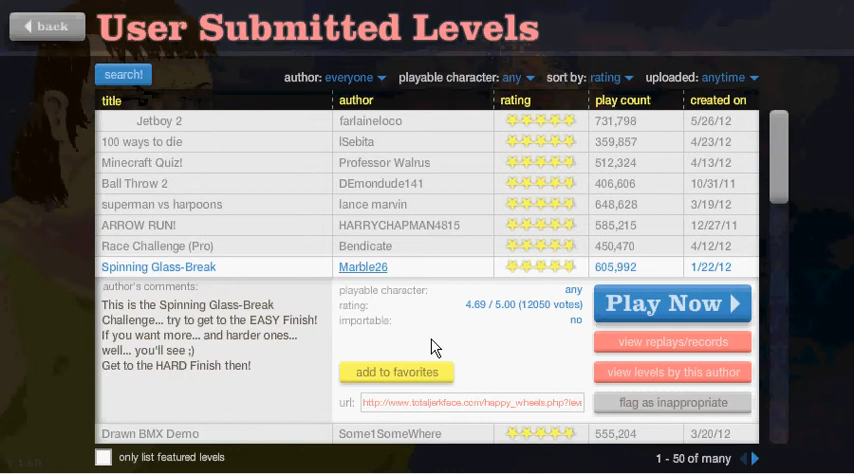 back
User Submitted Levels
search!
author: everyone playable character: any sort by: rating uploaded: anytime
title author rating play count created on
Jetboy 2 farlaineloco 731,798 5/26/12
100 ways to die lSebita 359,857 4/23/12
Minecraft Quiz! Professor Walrus 512,324 4/13/12
Ball Throw 2 DEmondude141 406,606 10/31/11
superman vs harpoons lance marvin 648,628 3/19/12
ARROW RUN! HARRYCHAPMAN4815 585,215 12/27/11
Race Challenge (Pro) Bendicate 450,470 4/12/12
Spinning Glass-Break Marble26 605,992 1/22/12
author's comments:
This is the Spinning Glass-Break
Challenge... try to get to the EASY Finish!
If you want more... and harder ones...
well... you'll see ;)
Get to the HARD Finish then!
playable character: any
rating: 4.69 / 5.00 (12050 votes)
importable: no
add to favorites
url: http://www.totaljerkface.com/happy_wheels.php?leve
Play Now
view replays/records
view levels by this author
flag as inappropriate
Drawn BMX Demo Some1SomeWhere 555,204 3/20/12
only list featured levels
1 - 50 of many